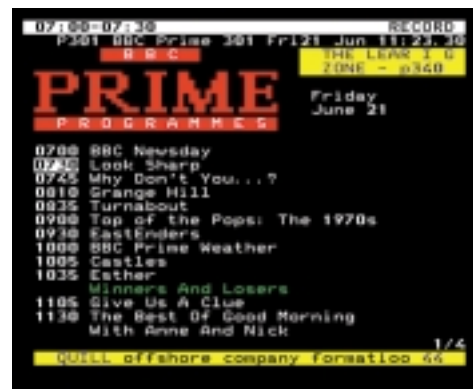 07:00-07:30 RECORD
P301 BBC Prime 301 Fri21 Jun 11:23.30
BBC
THE LEAR I G
ZONE - p340
PRIME
PROGRAMMES
Friday
June 21
0700 BBC Newsday
0730 Look Sharp
0745 Why Don't You...?
0810 Grange Hill
0835 Turnabout
0900 Top of the Pops: The 1970s
0930 EastEnders
1000 BBC Prime Weather
1005 Castles
1035 Esther
Winners And Losers
1105 Give Us A Clue
1130 The Best Of Good Morning
With Anne And Nick
1/4
QUILL offshore company formatioo 44